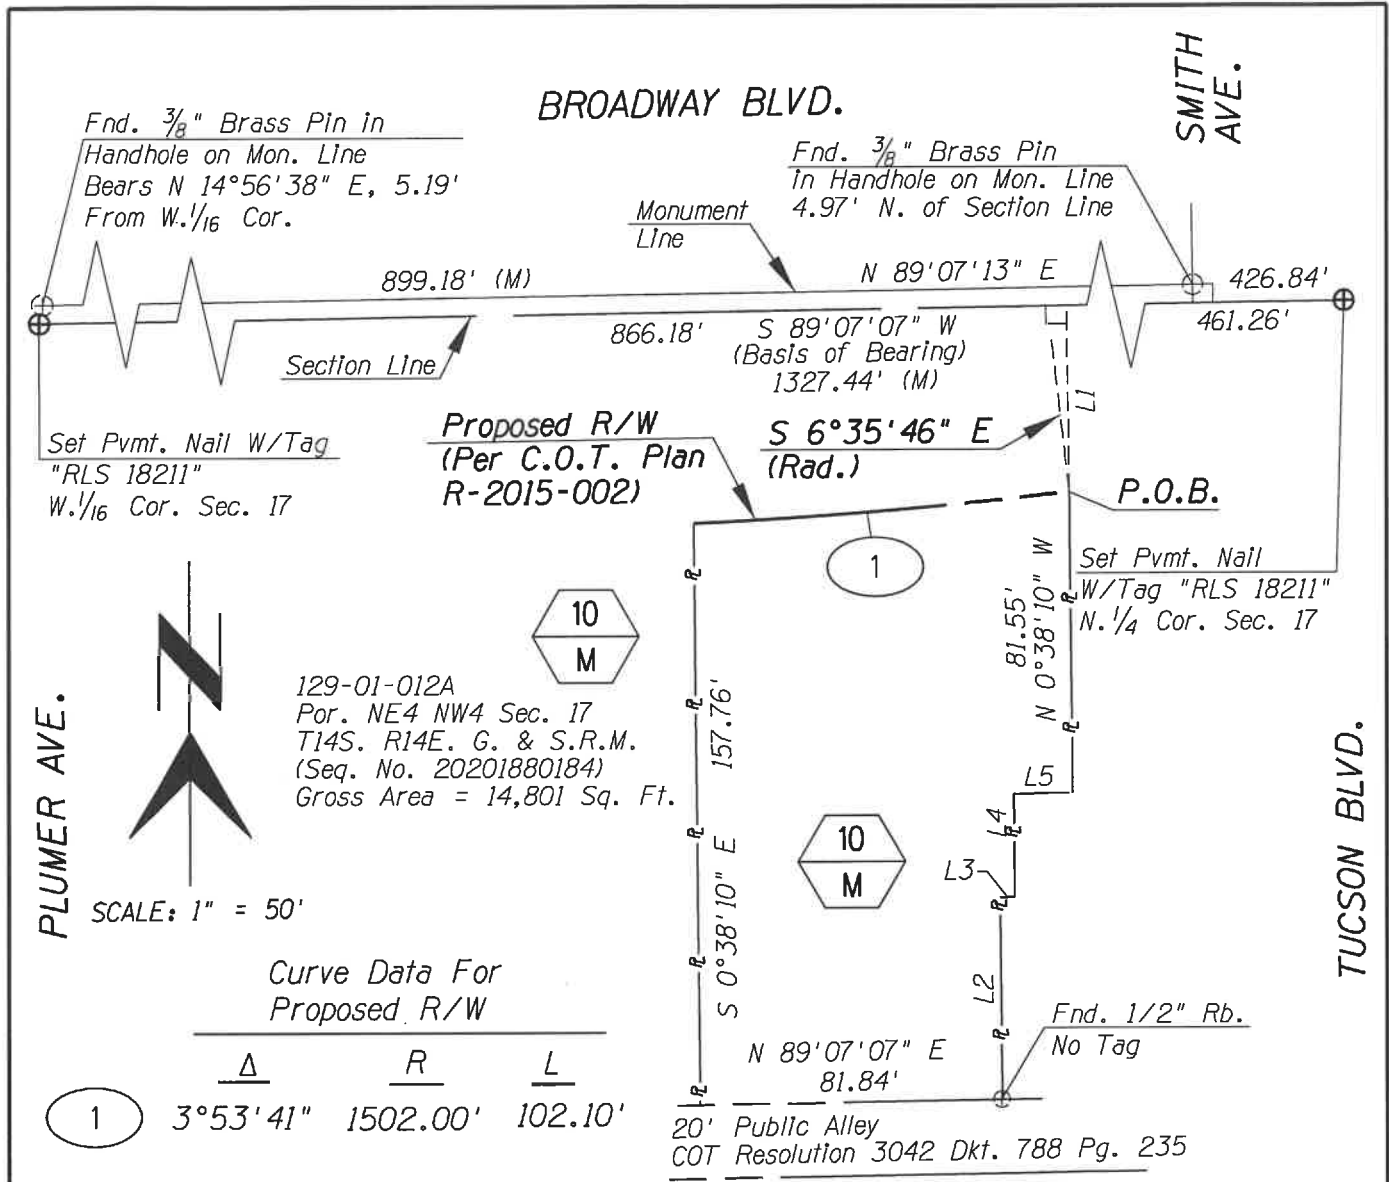 BROADWAY BLVD.
SMITH
AVE.
Fnd. 3/8" Brass Pin in
Handhole on Mon. Line
Bears N 14°56'38" E, 5.19'
From W.1/16 Cor.
Fnd. 3/8" Brass Pin
in Handhole on Mon. Line
4.97' N. of Section Line
Monument
Line
899.18' (M)
N 89'07'13" E
426.84'
866.18'
S 89'07'07" W
(Basis of Bearing)
1327.44' (M)
461.26'
Section Line
L1
Set Pvmt. Nail W/Tag
"RLS 18211"
W.1/16 Cor. Sec. 17
Proposed R/W
(Per C.O.T. Plan
R-2015-002)
S 6°35'46" E
(Rad.)
P.O.B.
1
Set Pvmt. Nail
W/Tag "RLS 18211"
N.1/4 Cor. Sec. 17
81.55'
N 0°38'10" W
10
M
N
129-01-012A
Por. NE4 NW4 Sec. 17
T14S. R14E. G. & S.R.M.
(Seq. No. 20201880184)
Gross Area = 14,801 Sq. Ft.
157.76'
S 0°38'10" E
PLUMER AVE.
TUCSON BLVD.
L5
L4
L3
L2
10
M
SCALE: 1" = 50'
Curve Data For
Proposed R/W
Δ R L
1 3°53'41" 1502.00' 102.10'
Fnd. 1/2" Rb.
No Tag
N 89'07'07" E
81.84'
20' Public Alley
COT Resolution 3042 Dkt. 788 Pg. 235